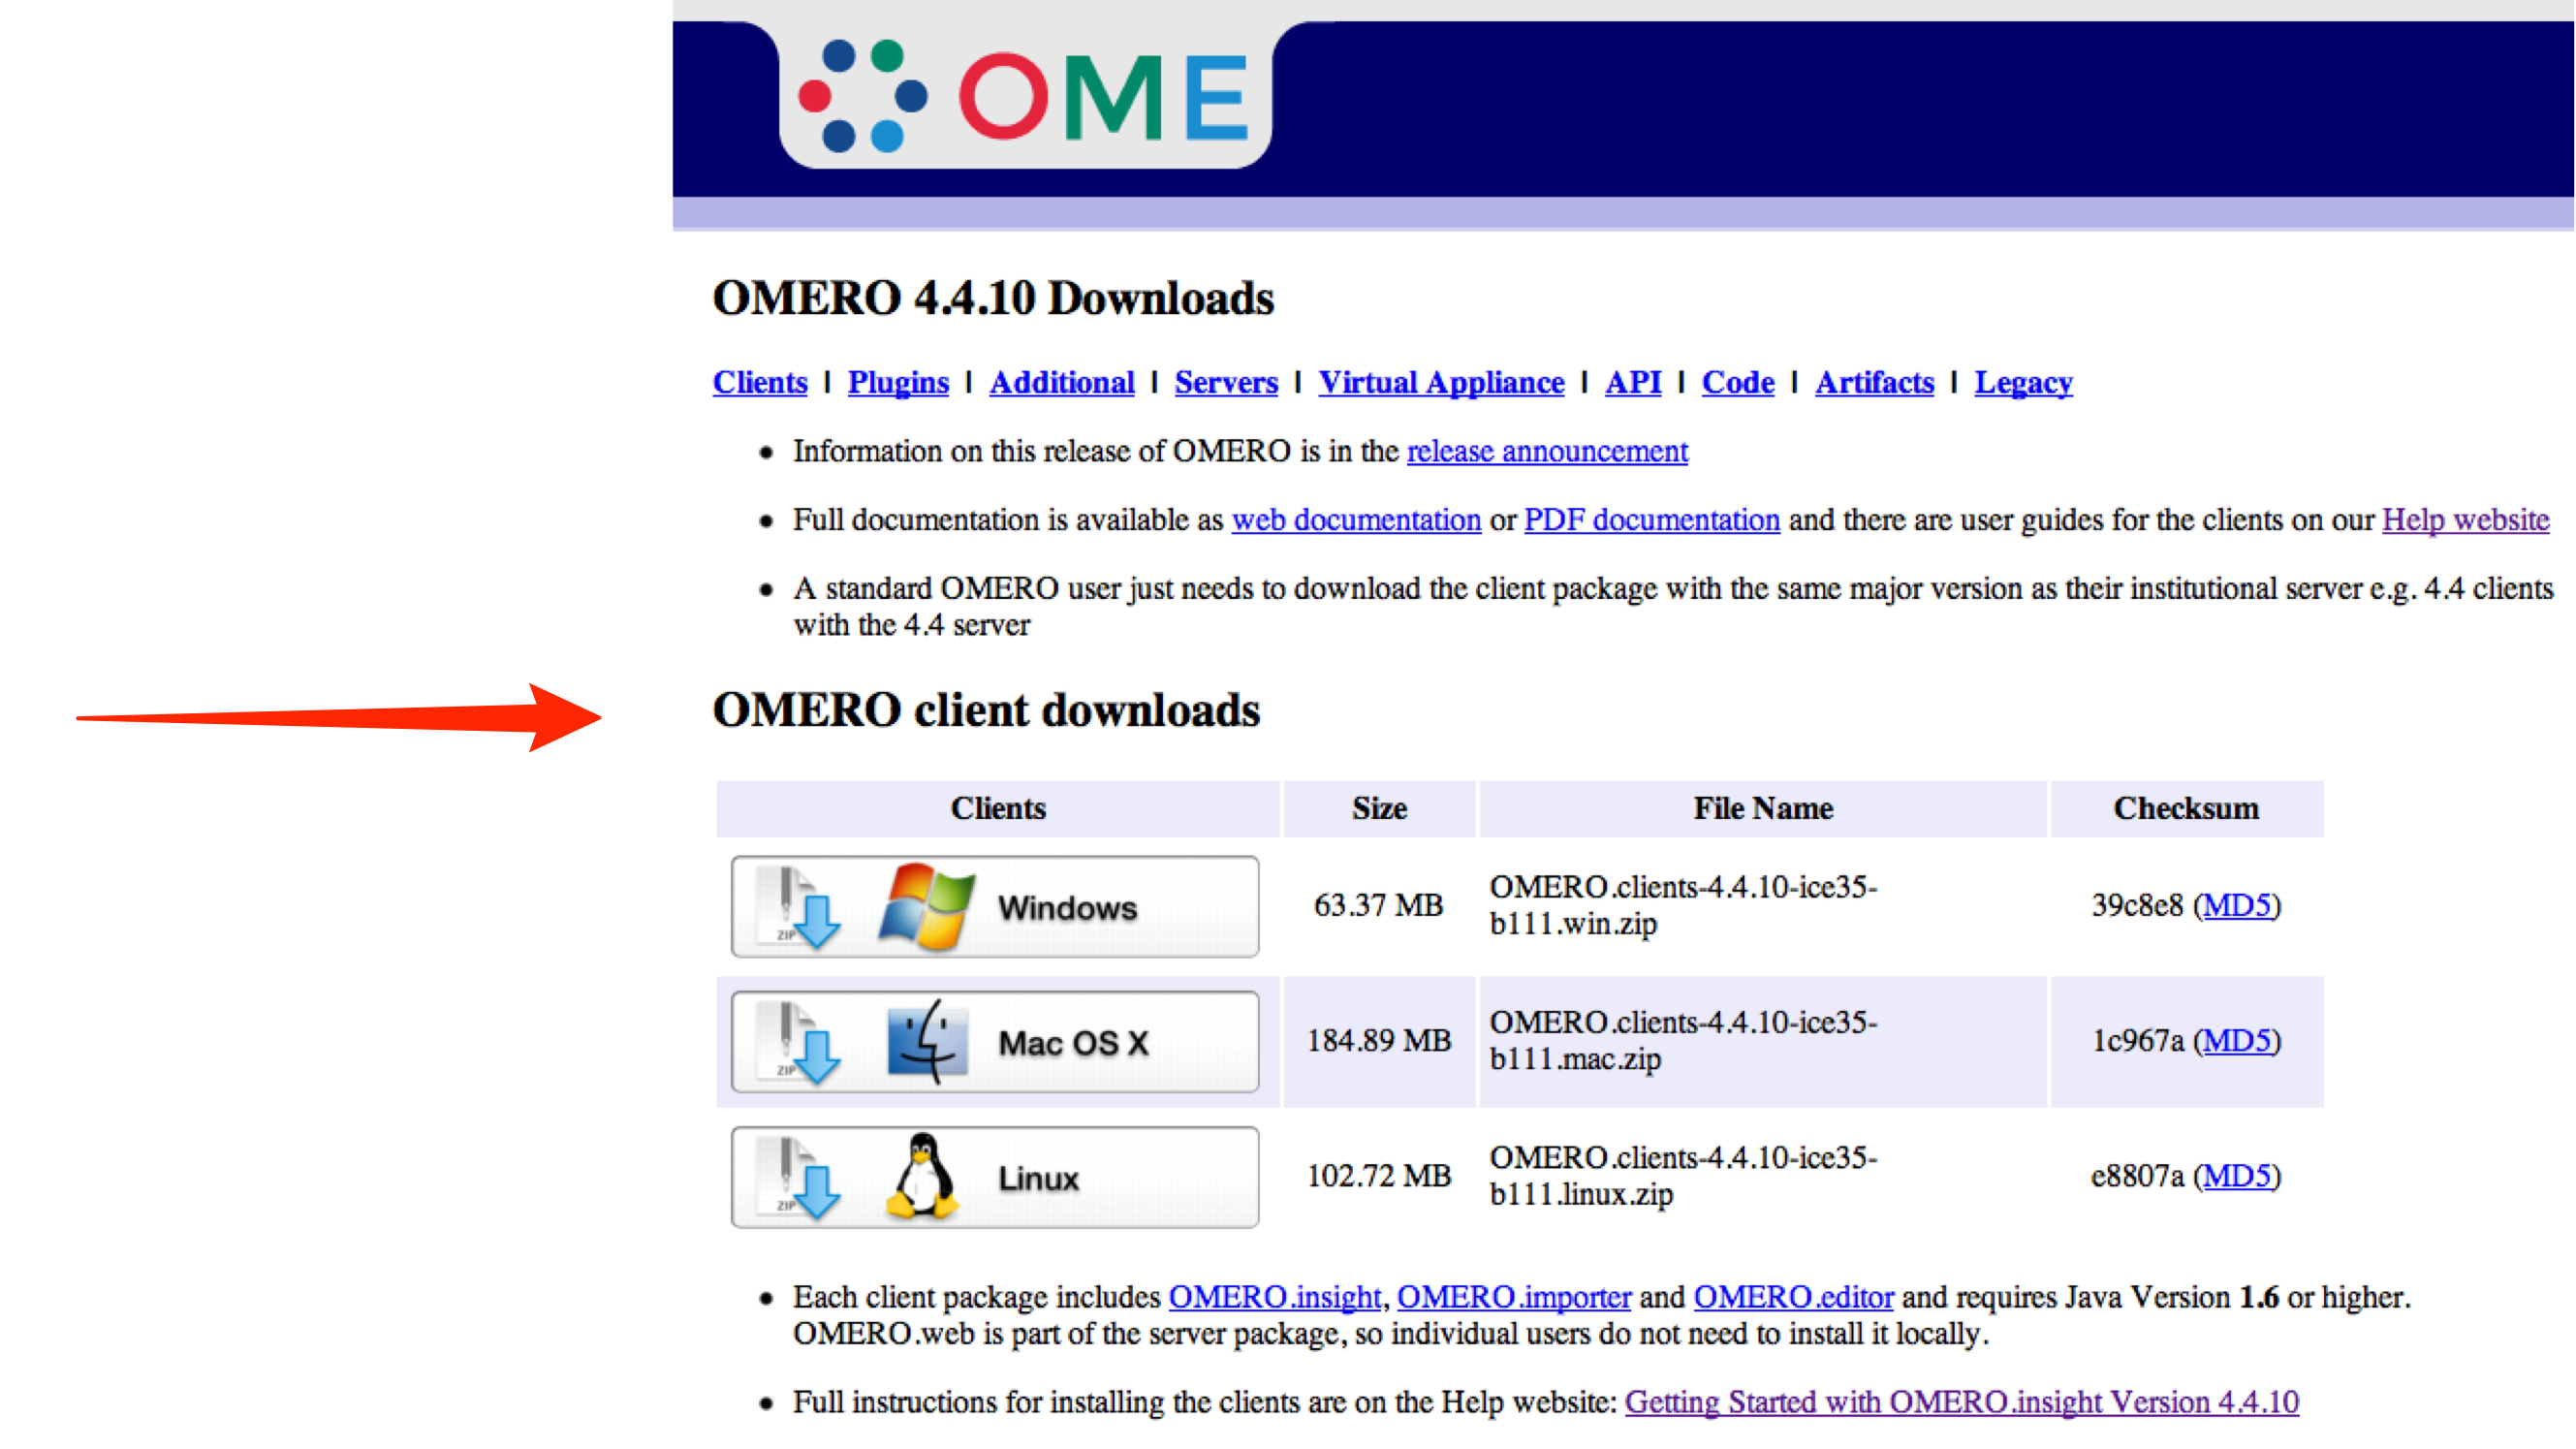 OME
OMERO 4.4.10 Downloads
Clients | Plugins | Additional | Servers | Virtual Appliance | API | Code | Artifacts | Legacy
• Information on this release of OMERO is in the release announcement
• Full documentation is available as web documentation or PDF documentation and there are user guides for the clients on our Help website
• A standard OMERO user just needs to download the client package with the same major version as their institutional server e.g. 4.4 clients
with the 4.4 server
OMERO client downloads
Clients Size File Name Checksum
ZIP Windows 63.37 MB OMERO.clients-4.4.10-ice35-
b111.win.zip 39c8e8 (MD5)
ZIP Mac OS X 184.89 MB OMERO.clients-4.4.10-ice35-
b111.mac.zip 1c967a (MD5)
ZIP Linux 102.72 MB OMERO.clients-4.4.10-ice35-
b111.linux.zip e8807a (MD5)
• Each client package includes OMERO.insight, OMERO.importer and OMERO.editor and requires Java Version 1.6 or higher.
OMERO.web is part of the server package, so individual users do not need to install it locally.
• Full instructions for installing the clients are on the Help website: Getting Started with OMERO.insight Version 4.4.10